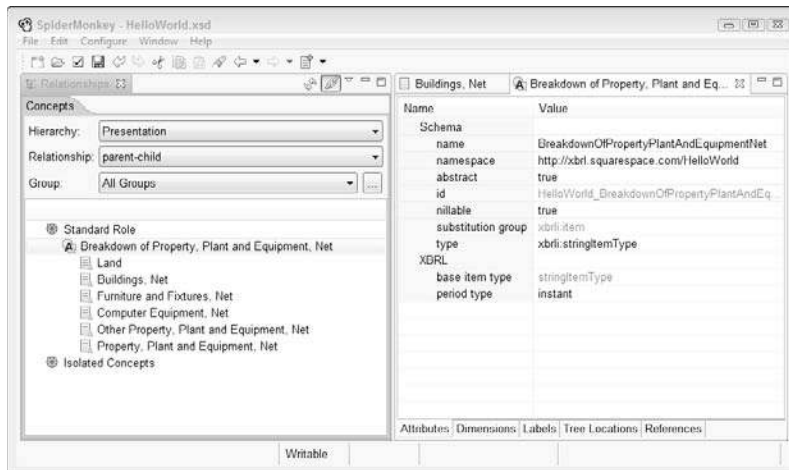 SpiderMonkey - HelloWorld.xsd
File Edit Configure Window Help
Relationships
Concepts
Hierarchy: Presentation
Relationship: parent-child
Group: All Groups ...
Standard Role
A Breakdown of Property, Plant and Equipment, Net
Land
Buildings, Net
Furniture and Fixtures, Net
Computer Equipment, Net
Other Property, Plant and Equipment, Net
Property, Plant and Equipment, Net
Isolated Concepts
Buildings, Net
A Breakdown of Property, Plant and Eq...
Name Value
Schema
name BreakdownOfPropertyPlantAndEquipmentNet
namespace http://xbrl.squarespace.com/HelloWorld
abstract true
id HelloWorld_BreakdownOfPropertyPlantAndEq
nillable true
substitution group xbrli:item
type xbrli:stringItemType
XBRL
base item type stringItemType
period type instant
Attributes Dimensions Labels Tree Locations References
Writable